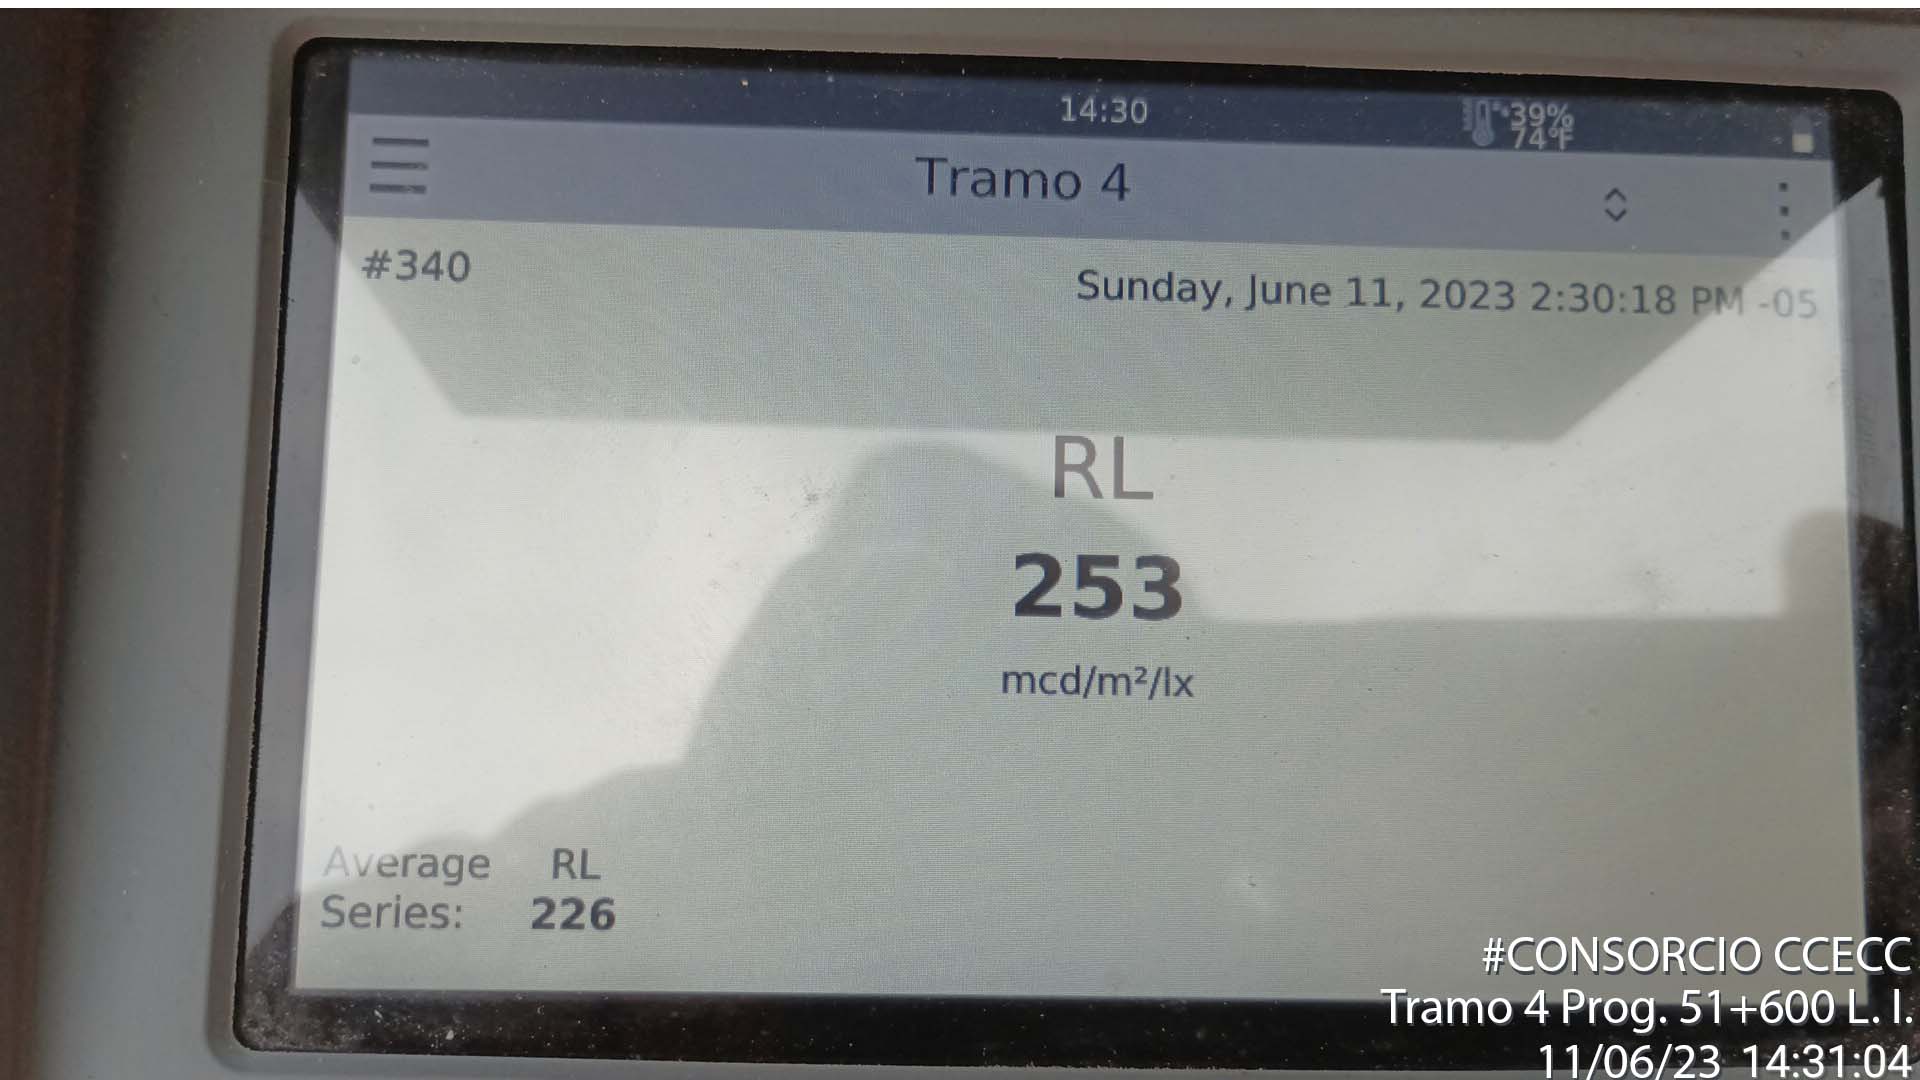 14:30
39%
74°F
Tramo 4
#340
Sunday, June 11, 2023 2:30:18 PM -05
RL
253
mcd/m²/lx
Average RL
Series: 226
#CONSORCIO CCECC
Tramo 4 Prog. 51+600 L. I.
11/06/23 14:31:04